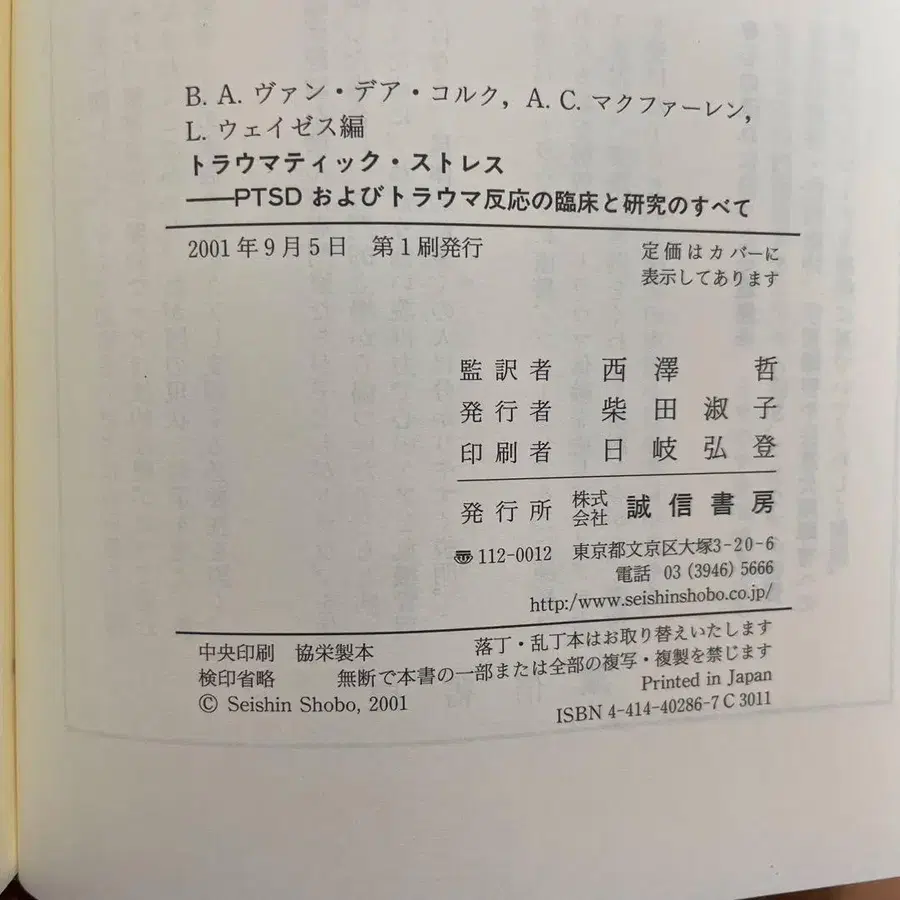 B. A. ヴァン・デア・コルク, A. C. マクファーレン,
L. ウェイゼス編
トラウマティック・ストレス
——PTSD およびトラウマ反応の臨床と研究のすべて
2001 年 9 月 5 日　第 1 刷発行
定価はカバーに
表示してあります
監訳者　西澤　哲
発行者　柴田淑子
印刷者　日岐弘登
発行所　株式会社　誠信書房
〠 112-0012　東京都文京区大塚3-20-6
電話　03 (3946) 5666
http:/www.seishinshobo.co.jp/
中央印刷　協栄製本　落丁・乱丁本はお取り替えいたします
検印省略　無断で本書の一部または全部の複写・複製を禁じます
© Seishin Shobo, 2001　Printed in Japan
ISBN 4-414-40286-7 C 3011